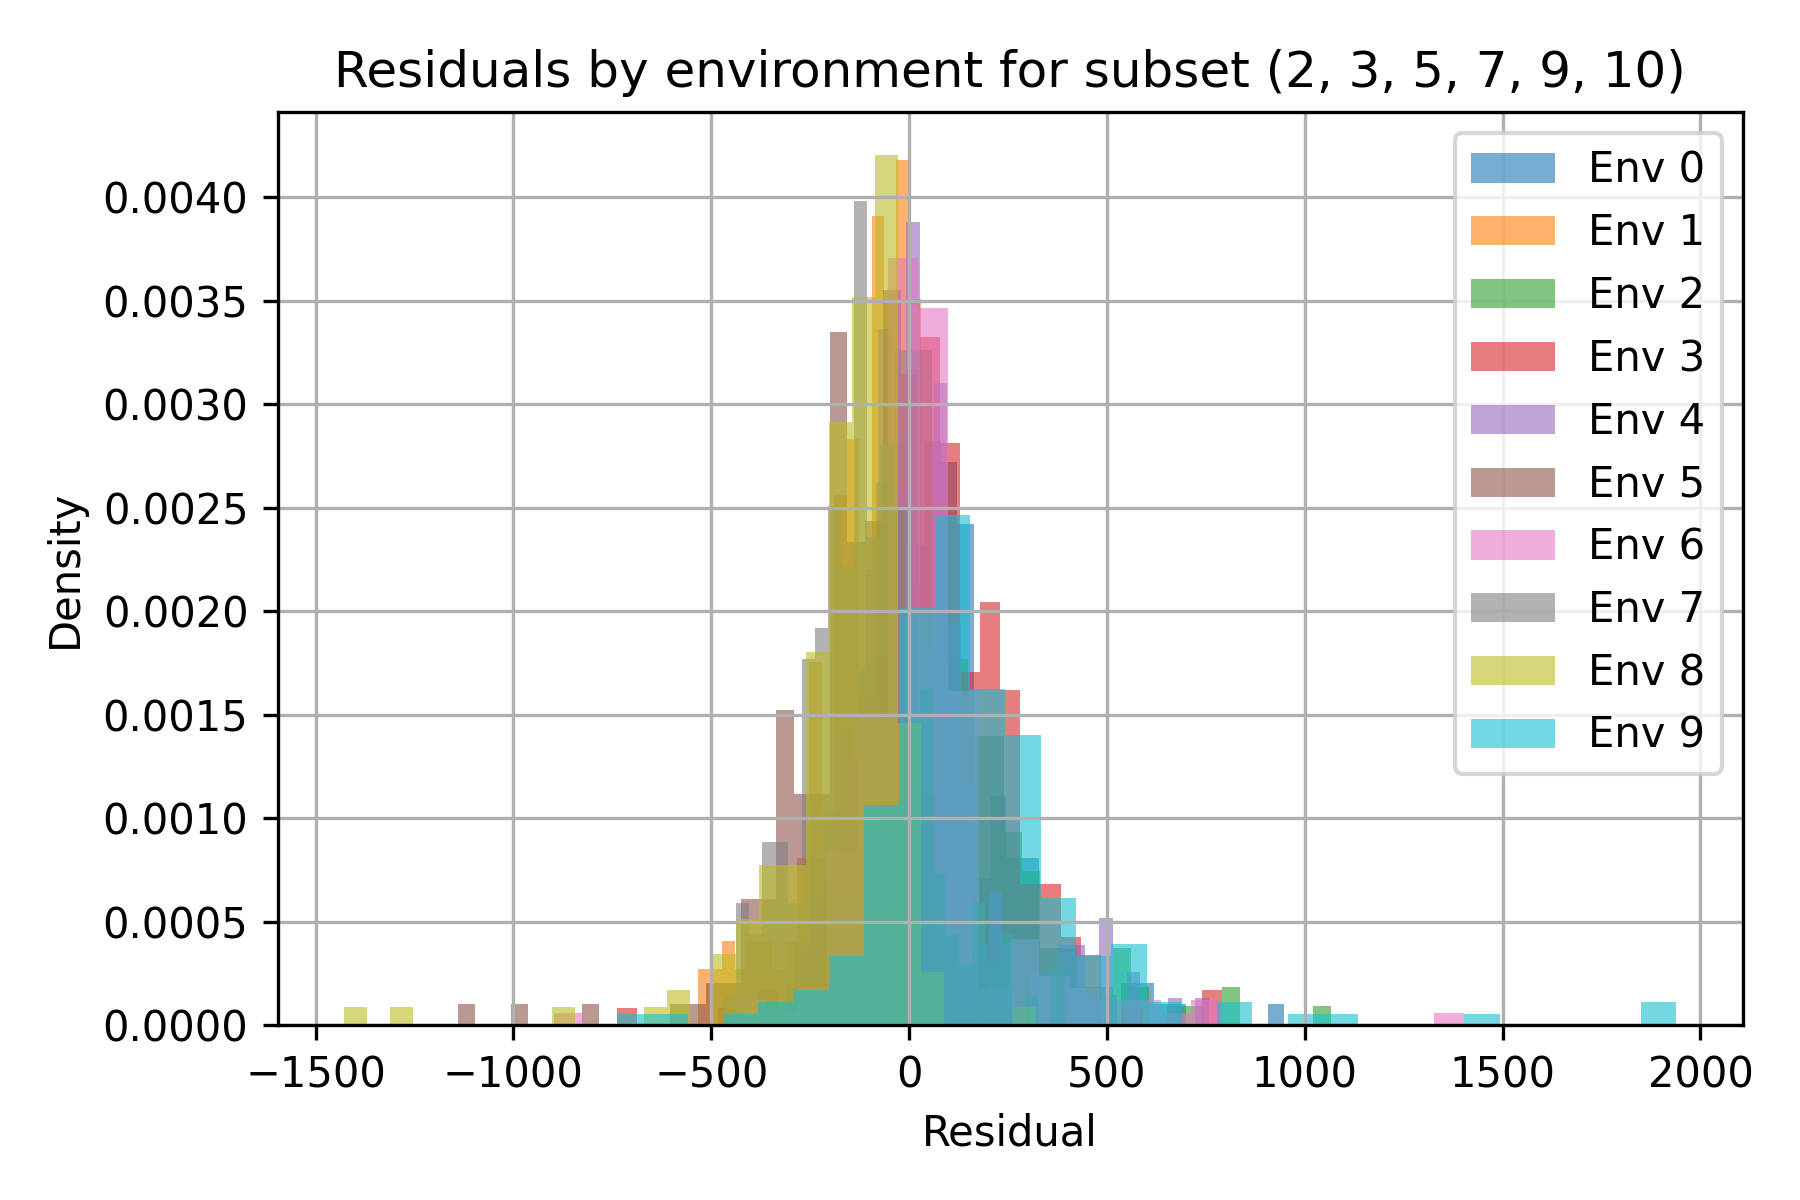 Residuals by environment for subset (2, 3, 5, 7, 9, 10)
Density
0.0040
0.0035
0.0030
0.0025
0.0020
0.0015
0.0010
0.0005
0.0000
Env 0
Env 1
Env 2
Env 3
Env 4
Env 5
Env 6
Env 7
Env 8
Env 9
−1500 −1000 −500 0 500 1000 1500 2000
Residual